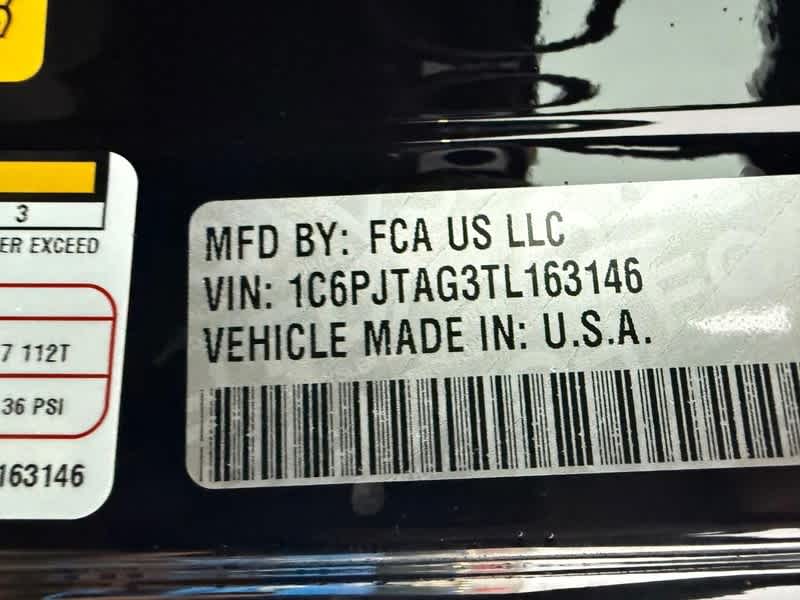 3
ER EXCEED
7 112T
36 PSI
163146
MFD BY: FCA US LLC
VIN: 1C6PJTAG3TL163146
VEHICLE MADE IN: U.S.A.